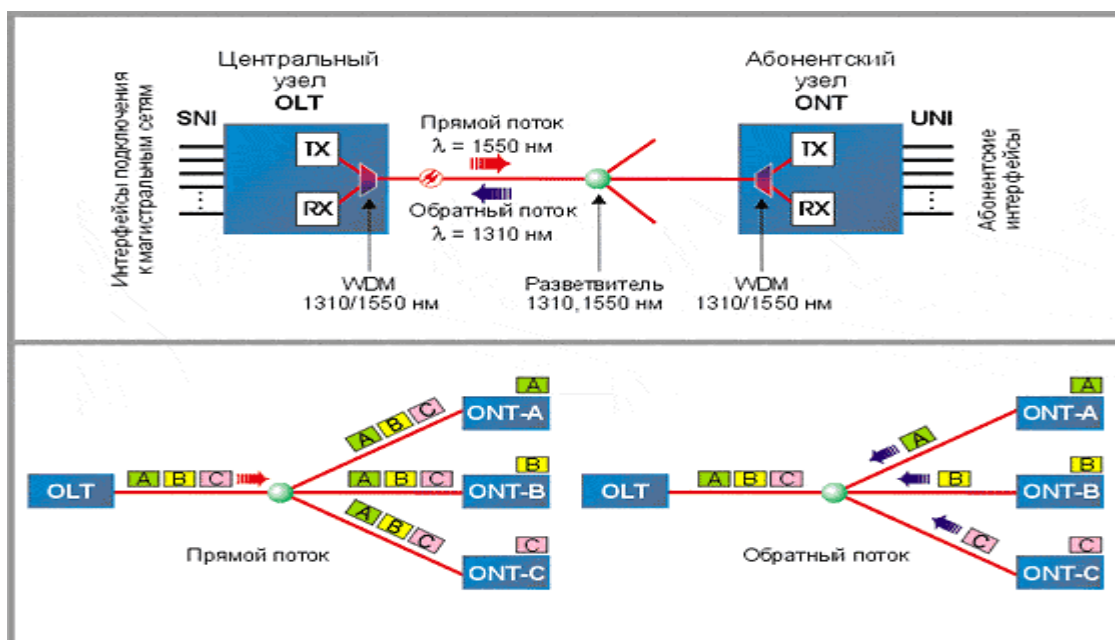 Центральный
узел
OLT
Абонентский
узел
ONT
SNI
UNI
Интерфейсы подключения
к магистральным сетям
TX
RX
Прямой поток
λ = 1550 нм
Обратный поток
λ = 1310 нм
TX
RX
Абонентские
интерфейсы
WDM
1310/1550 нм
Разветвитель
1310,1550 нм
WDM
1310/1550 нм
OLT
A B C
A B C
A B C
A B C
A
ONT-A
B
ONT-B
C
ONT-C
Прямой поток
OLT
A B C
A
B
C
A
ONT-A
B
ONT-B
C
ONT-C
Обратный поток